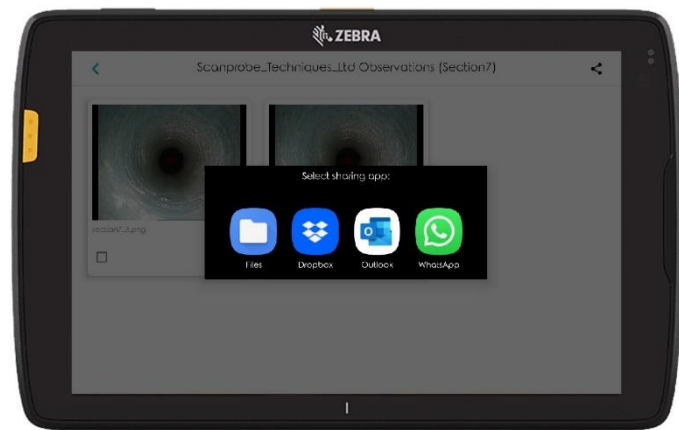 ZEBRA
Scanprobe_Techniques_Ltd Observations (Section7)
Select sharing app:
Files
Dropbox
Outlook
WhatsApp